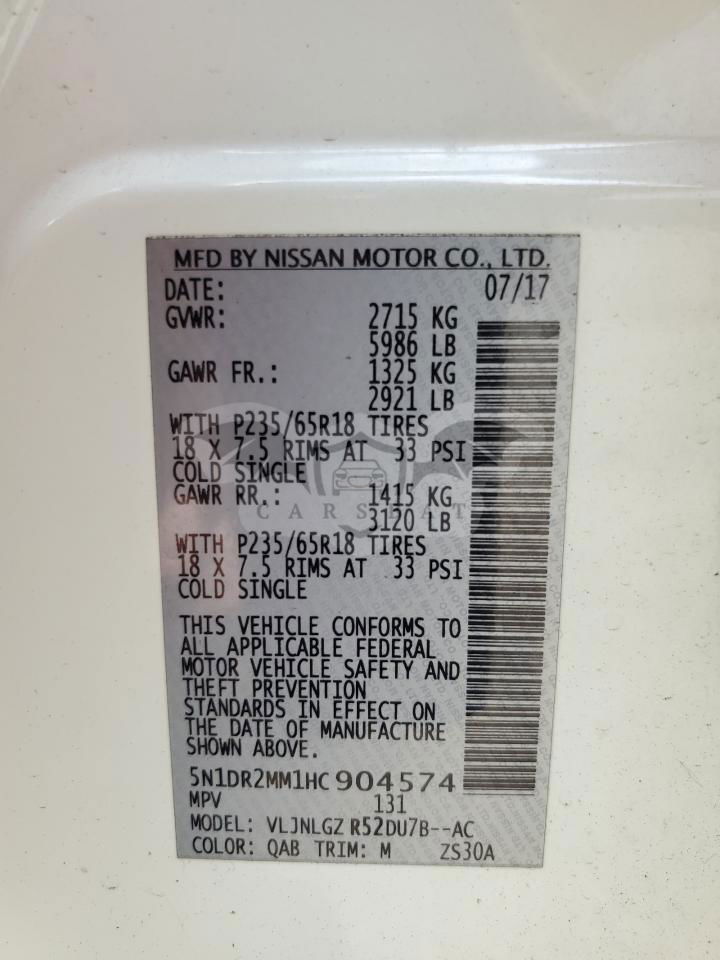 MFD BY NISSAN MOTOR CO., LTD.
DATE: 07/17
GVWR: 2715 KG
5986 LB
GAWR FR.: 1325 KG
2921 LB
WITH P235/65R18 TIRES
18 X 7.5 RIMS AT 33 PSI
COLD SINGLE
GAWR RR.: 1415 KG
CARSBAT
3120 LB
WITH P235/65R18 TIRES
18 X 7.5 RIMS AT 33 PSI
COLD SINGLE
THIS VEHICLE CONFORMS TO
ALL APPLICABLE FEDERAL
MOTOR VEHICLE SAFETY AND
THEFT PREVENTION
STANDARDS IN EFFECT ON
THE DATE OF MANUFACTURE
SHOWN ABOVE.
5N1DR2MM1HC904574
MPV 131
MODEL: VLJNLGZ R52DU7B--AC
COLOR: QAB TRIM: M ZS30A